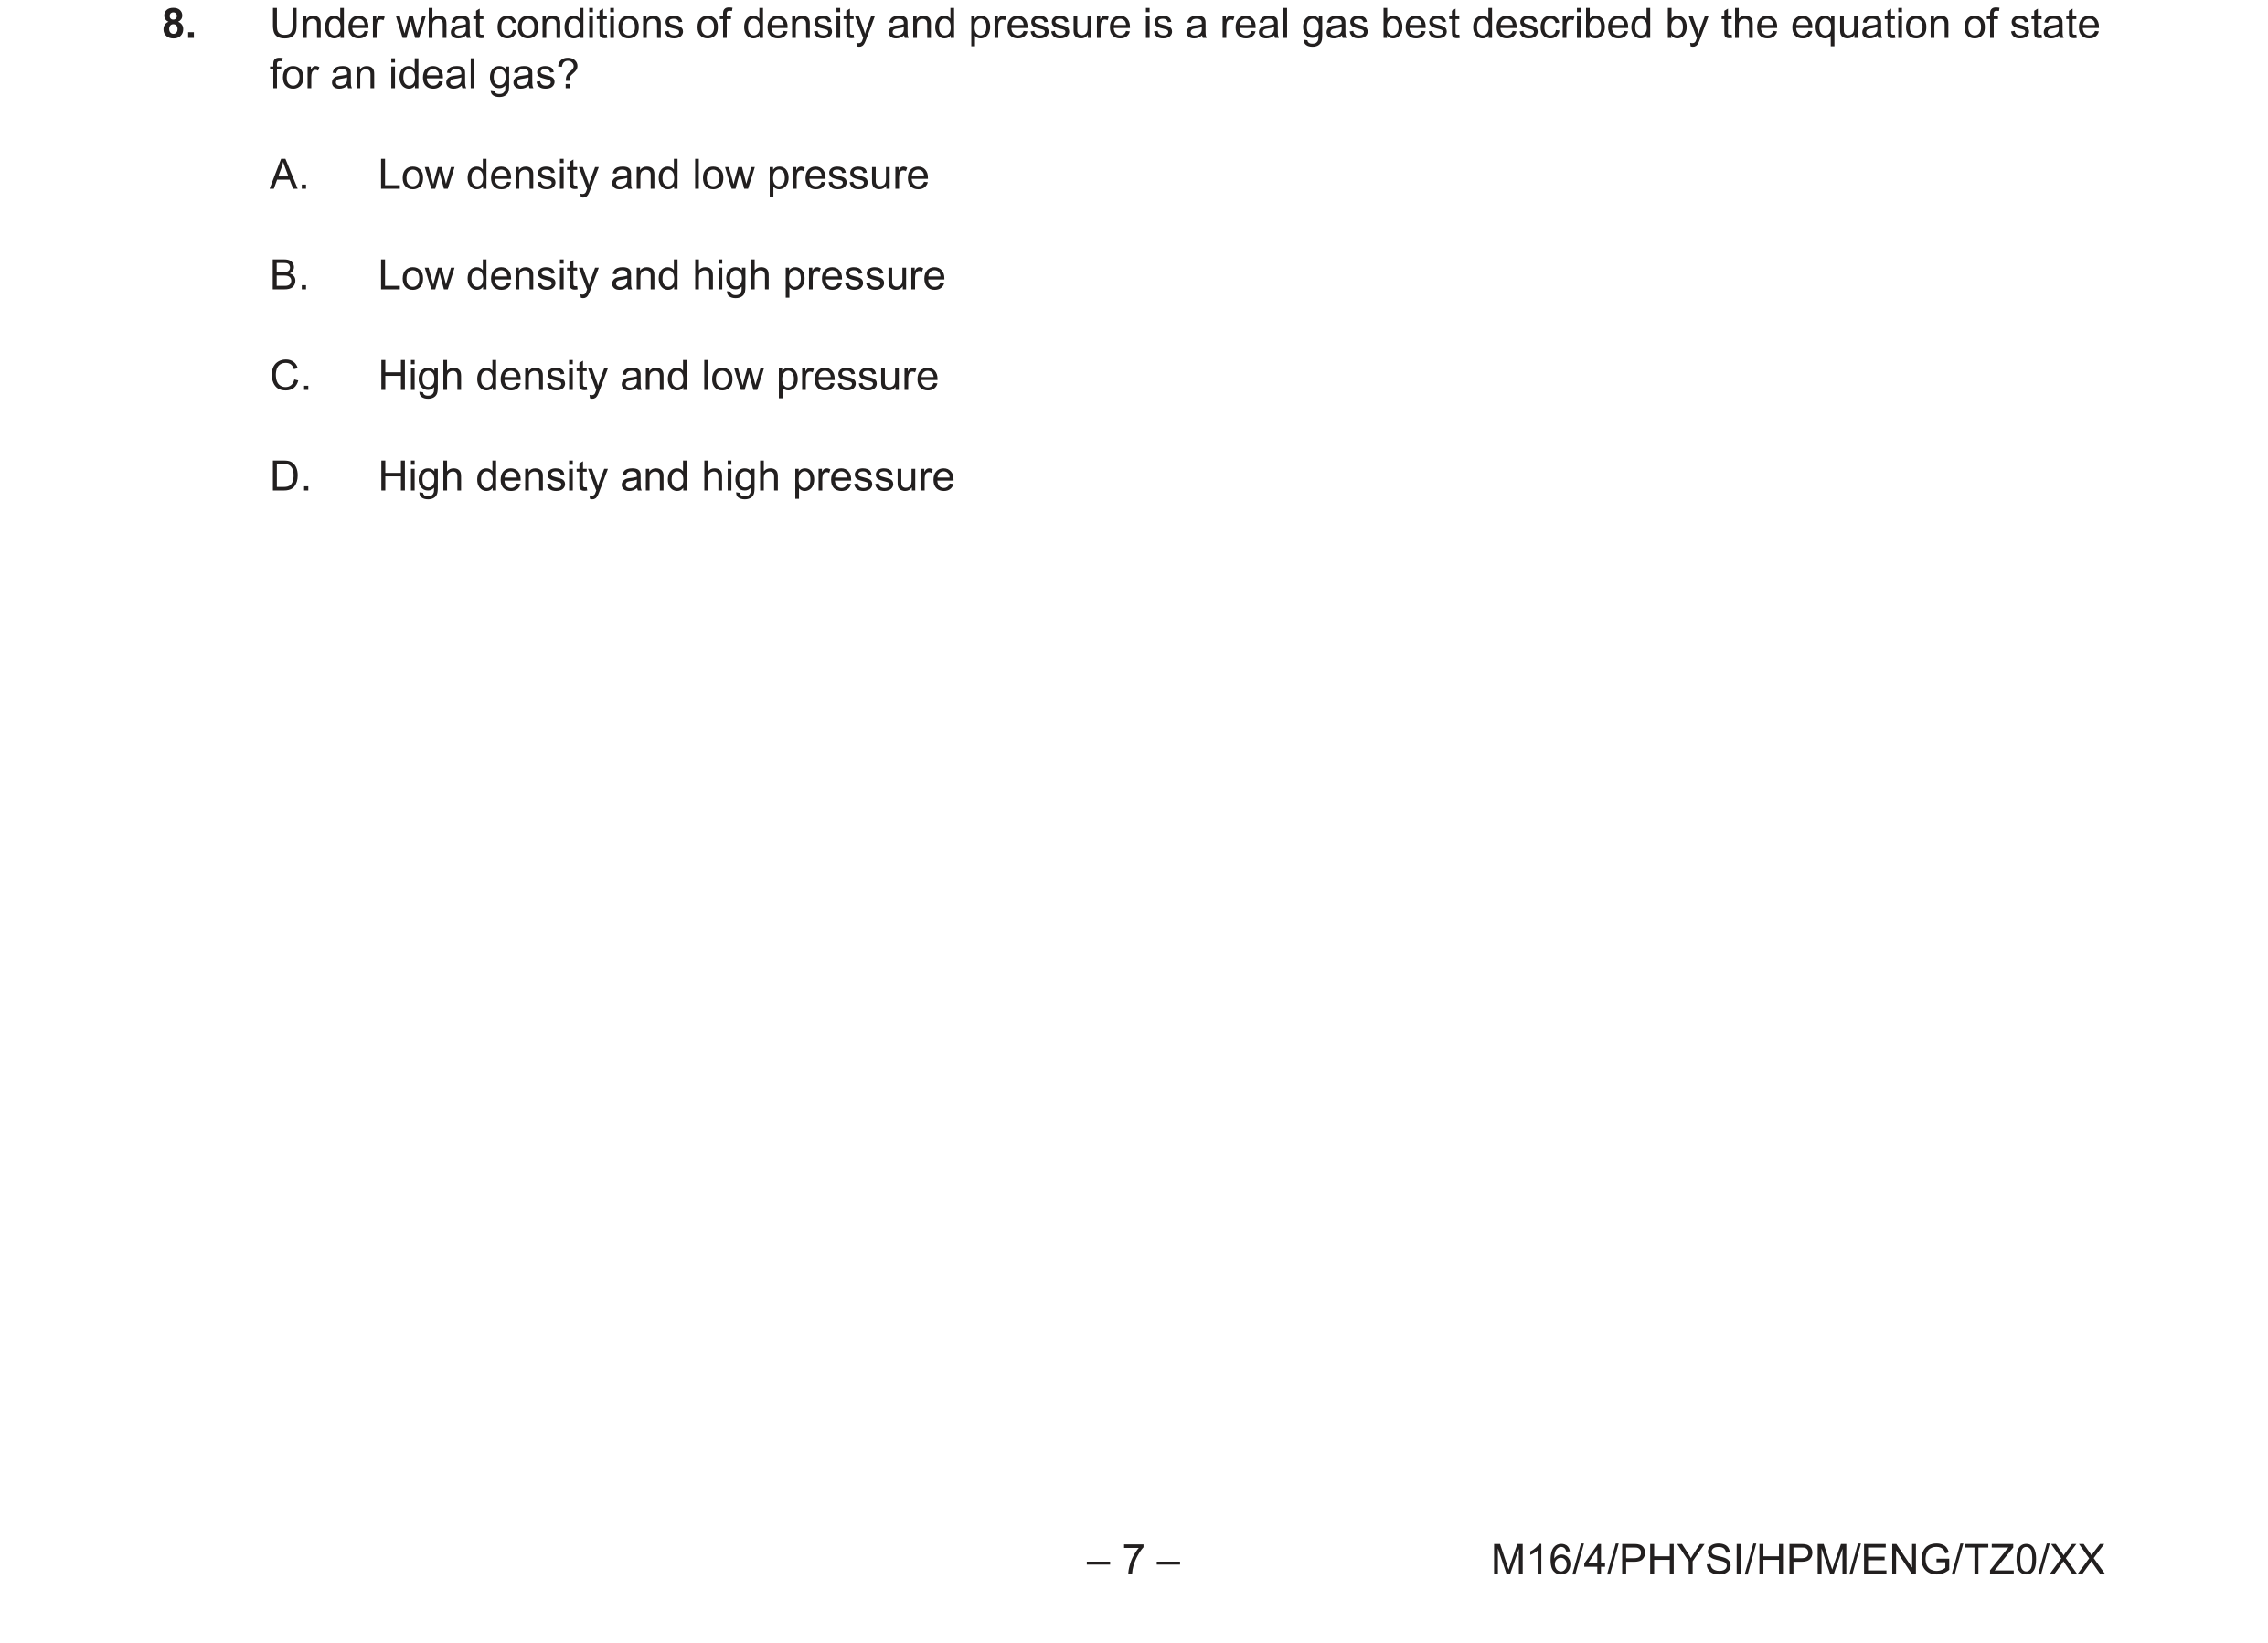 8. Under what conditions of density and pressure is a real gas best described by the equation of state
for an ideal gas?
A. Low density and low pressure
B. Low density and high pressure
C. High density and low pressure
D. High density and high pressure
– 7 – M164/4/PHYSI/HPM/ENG/TZ0/XX